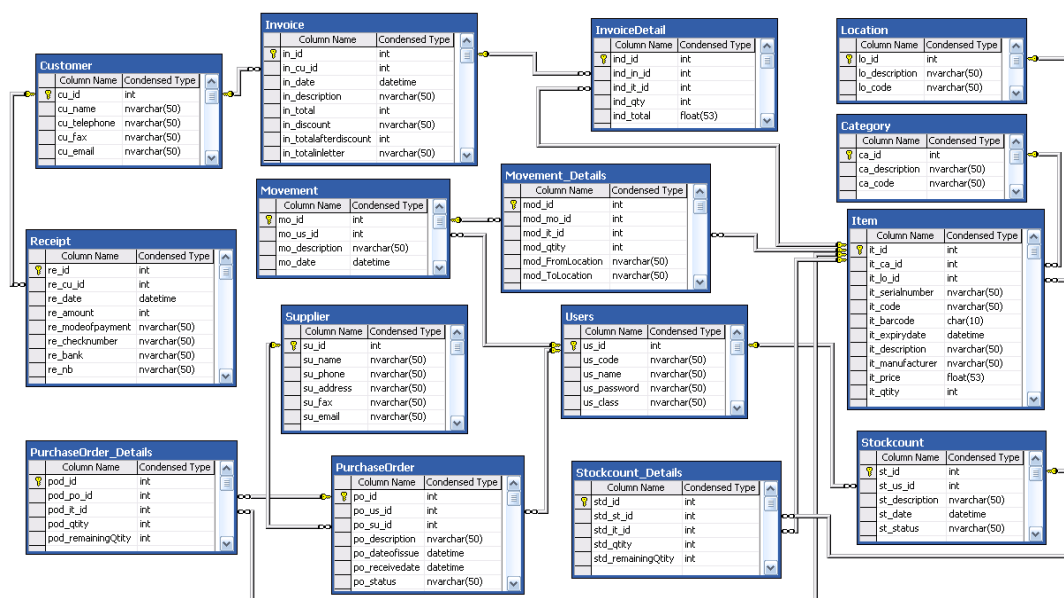 Customer
Column Name Condensed Type
cu_id int
cu_name nvarchar(50)
cu_telephone nvarchar(50)
cu_fax nvarchar(50)
cu_email nvarchar(50)
Invoice
Column Name Condensed Type
in_id int
in_cu_id int
in_date datetime
in_description nvarchar(50)
in_total int
in_discount nvarchar(50)
in_totalafterdiscount int
in_totalinletter nvarchar(50)
InvoiceDetail
Column Name Condensed Type
ind_id int
ind_in_id int
ind_it_id int
ind_qty int
ind_total float(53)
Location
Column Name Condensed Type
lo_id int
lo_description nvarchar(50)
lo_code nvarchar(50)
Category
Column Name Condensed Type
ca_id int
ca_description nvarchar(50)
ca_code nvarchar(50)
Movement
Column Name Condensed Type
mo_id int
mo_us_id int
mo_description nvarchar(50)
mo_date datetime
Movement_Details
Column Name Condensed Type
mod_id int
mod_mo_id int
mod_it_id int
mod_qtity int
mod_FromLocation nvarchar(50)
mod_ToLocation nvarchar(50)
Item
Column Name Condensed Type
it_id int
it_ca_id int
it_lo_id int
it_serialnumber nvarchar(50)
it_code nvarchar(50)
it_barcode char(10)
it_expirydate datetime
it_description nvarchar(50)
it_manufacturer nvarchar(50)
it_price float(53)
it_qtity int
Receipt
Column Name Condensed Type
re_id int
re_cu_id int
re_date datetime
re_amount int
re_modeofpayment nvarchar(50)
re_checknumber nvarchar(50)
re_bank nvarchar(50)
re_nb nvarchar(50)
Supplier
Column Name Condensed Type
su_id int
su_name nvarchar(50)
su_phone nvarchar(50)
su_address nvarchar(50)
su_fax nvarchar(50)
su_email nvarchar(50)
Users
Column Name Condensed Type
us_id int
us_code nvarchar(50)
us_name nvarchar(50)
us_password nvarchar(50)
us_class nvarchar(50)
PurchaseOrder_Details
Column Name Condensed Type
pod_id int
pod_po_id int
pod_it_id int
pod_qtity int
pod_remainingQtity int
PurchaseOrder
Column Name Condensed Type
po_id int
po_us_id int
po_su_id int
po_description nvarchar(50)
po_dateofissue datetime
po_receivedate datetime
po_status nvarchar(50)
Stockcount_Details
Column Name Condensed Type
std_id int
std_st_id int
std_it_id int
std_qtity int
std_remainingQtity int
Stockcount
Column Name Condensed Type
st_id int
st_us_id int
st_description nvarchar(50)
st_date datetime
st_status nvarchar(50)